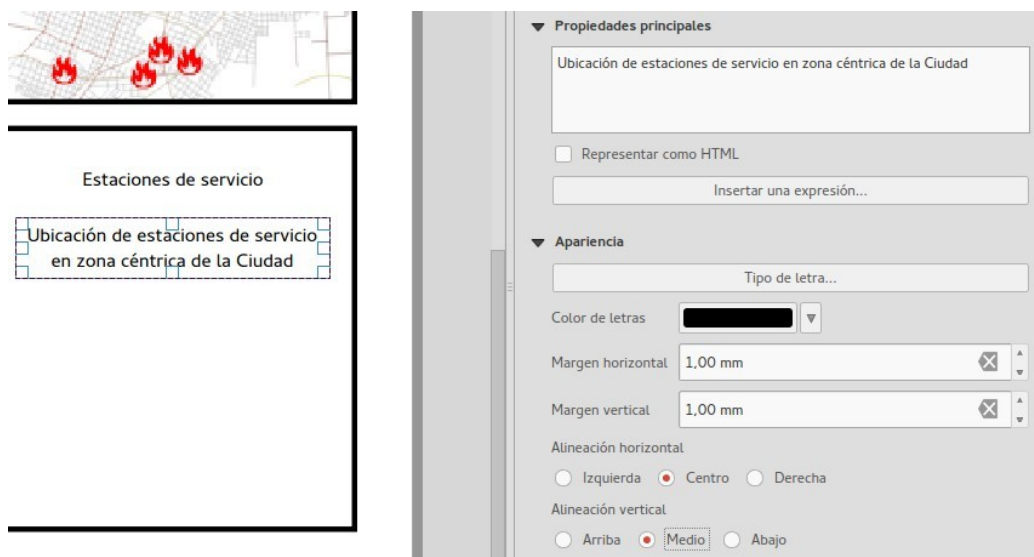 Estaciones de servicio
Ubicación de estaciones de servicio
en zona céntrica de la Ciudad
Propiedades principales
Ubicación de estaciones de servicio en zona céntrica de la Ciudad
Representar como HTML
Insertar una expresión...
Apariencia
Tipo de letra...
Color de letras
Margen horizontal 1,00 mm
Margen vertical 1,00 mm
Alineación horizontal
Izquierda Centro Derecha
Alineación vertical
Arriba Medio Abajo